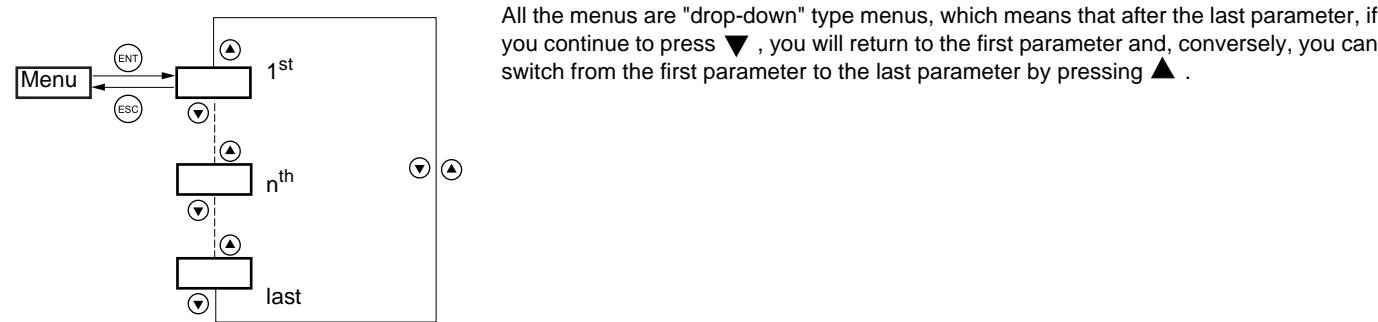 All the menus are "drop-down" type menus, which means that after the last parameter, if
you continue to press ▼ , you will return to the first parameter and, conversely, you can
switch from the first parameter to the last parameter by pressing ▲ .
ENT
Menu
1st
ESC
nth
last